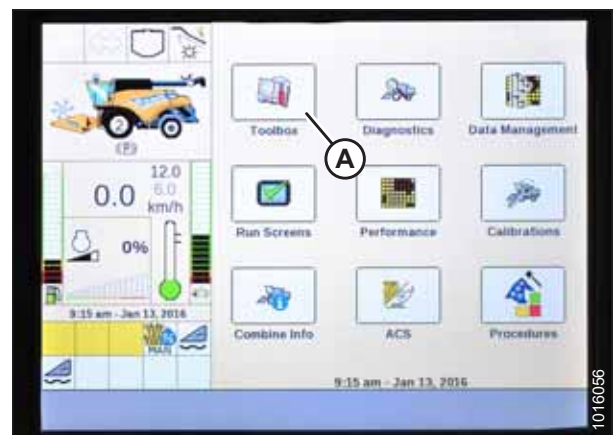 2
(P)
0.0
12.0
6.0
km/h
0%
9:15 am - Jan 13, 2016
MAN
Toolbox
Diagnostics
Data Management
A
Run Screens
Performance
Calibrations
Combine Info
ACS
Procedures
9:15 am - Jan 13, 2016
1016056